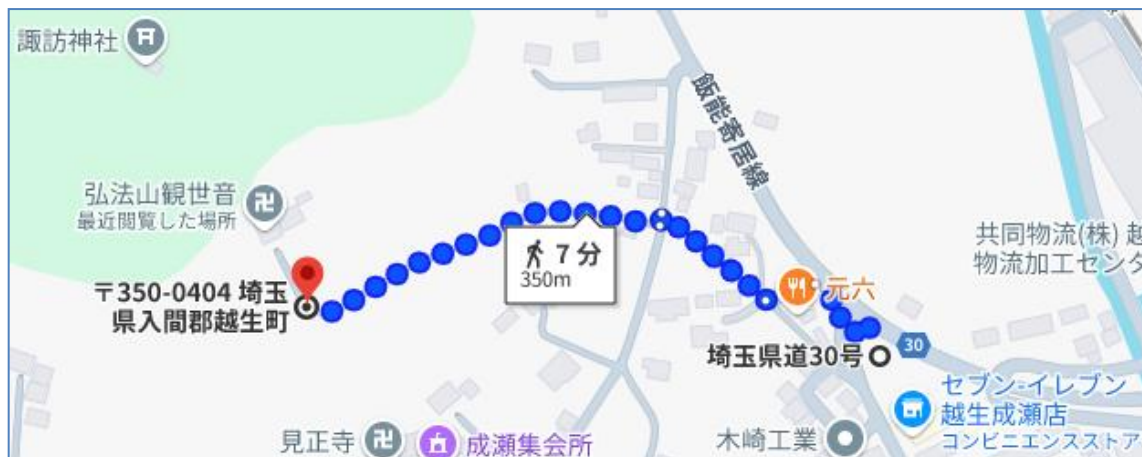 諏訪神社
飯能寄居線
弘法山観世音
最近閲覧した場所
共同物流(株) 越
物流加工センタ
7 分
350m
〒350-0404 埼玉
県入間郡越生町
元六
埼玉県道30号
30
セブン-イレブン
越生成瀬店
コンビニエンスストア
見正寺
成瀬集会所
木崎工業